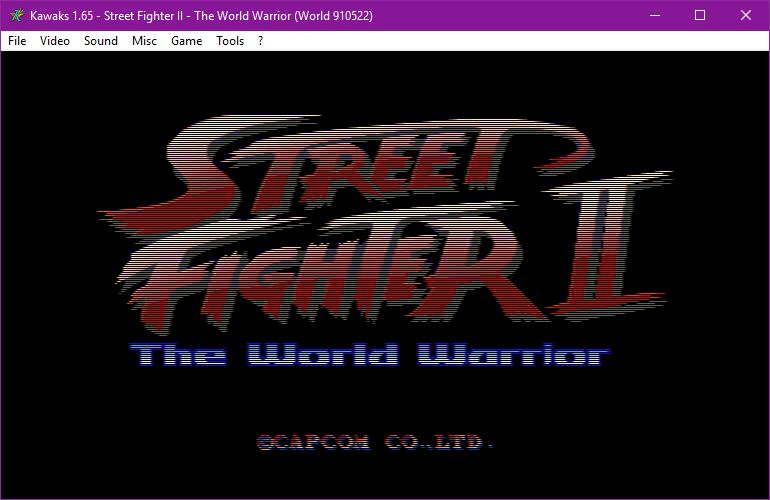 Kawaks 1.65 - Street Fighter II - The World Warrior (World 910522)
File Video Sound Misc Game Tools ?
STREET
FIGHTER II
The World Warrior
©CAPCOM CO.,LTD.